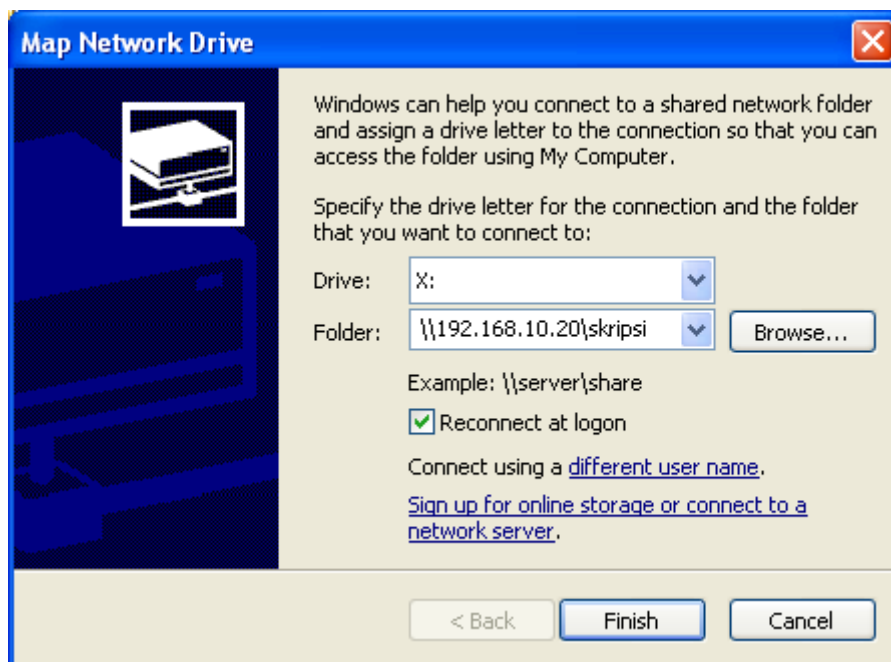 Map Network Drive
Windows can help you connect to a shared network folder
and assign a drive letter to the connection so that you can
access the folder using My Computer.
Specify the drive letter for the connection and the folder
that you want to connect to:
Drive: X:
Folder: \\192.168.10.20\skripsi Browse...
Example: \\server\share
Reconnect at logon
Connect using a different user name.
Sign up for online storage or connect to a
network server.
< Back Finish Cancel